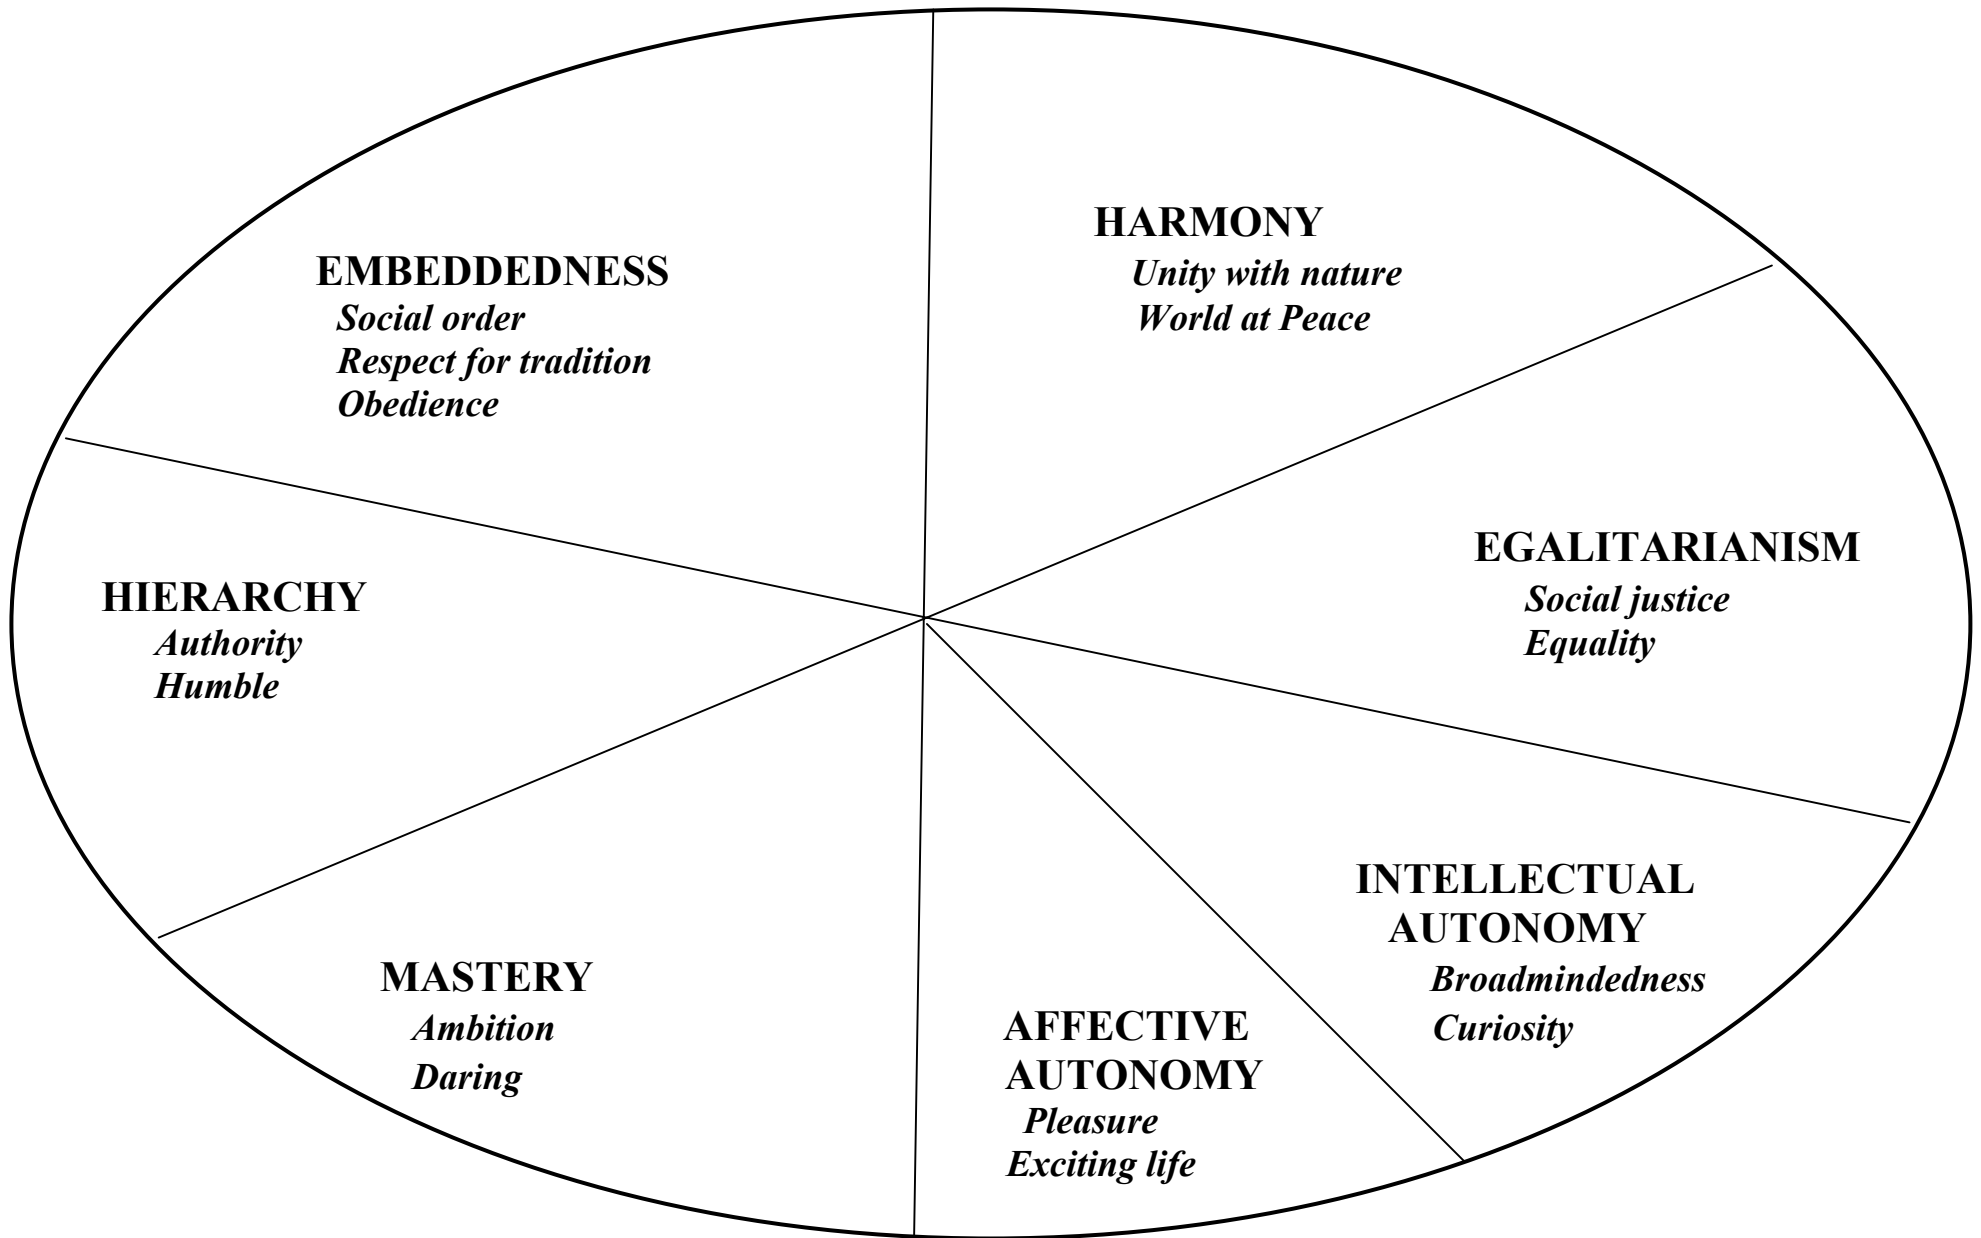 HARMONY
Unity with nature
World at Peace
EMBEDDEDNESS
Social order
Respect for tradition
Obedience
EGALITARIANISM
Social justice
Equality
HIERARCHY
Authority
Humble
INTELLECTUAL
AUTONOMY
Broadmindedness
Curiosity
MASTERY
Ambition
Daring
AFFECTIVE
AUTONOMY
Pleasure
Exciting life